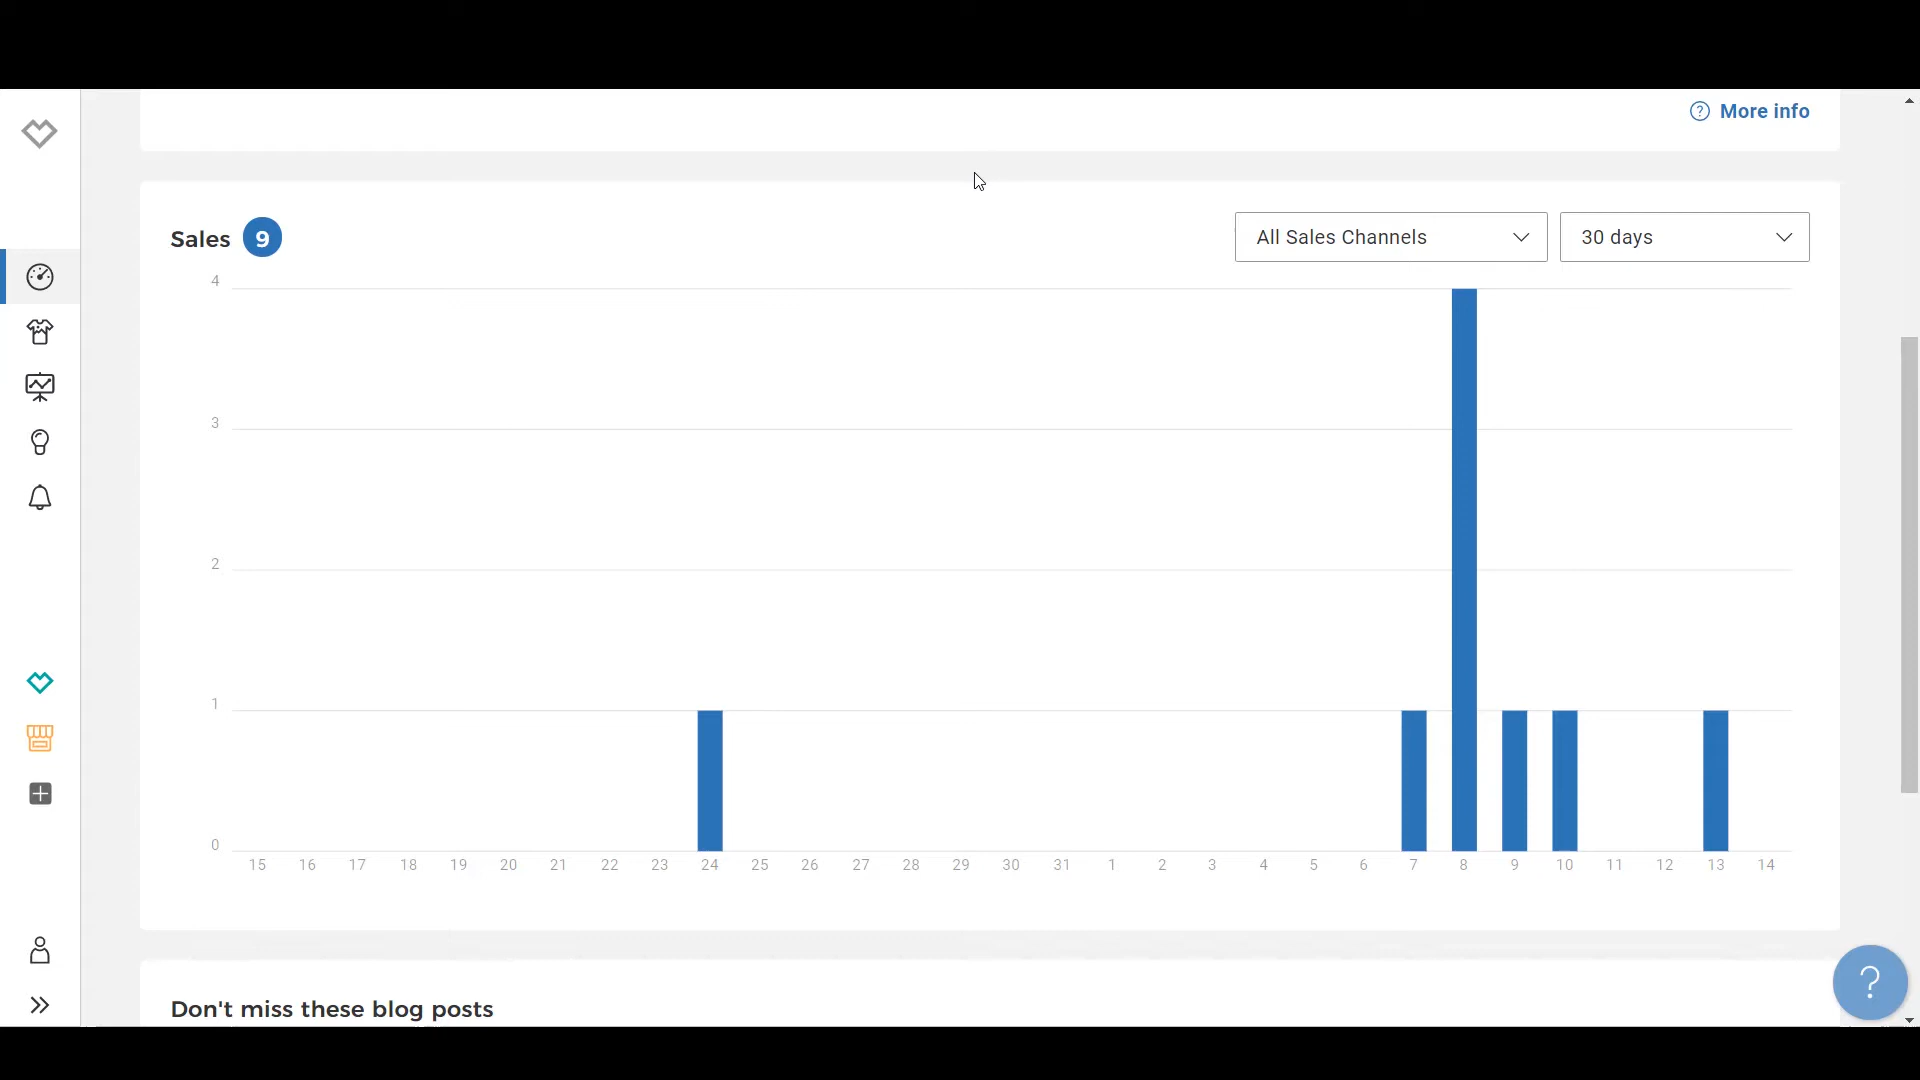 More info
Sales 9
All Sales Channels
30 days
4
3
2
1
0
15 16 17 18 19 20 21 22 23 24 25 26 27 28 29 30 31 1 2 3 4 5 6 7 8 9 10 11 12 13 14
Don't miss these blog posts